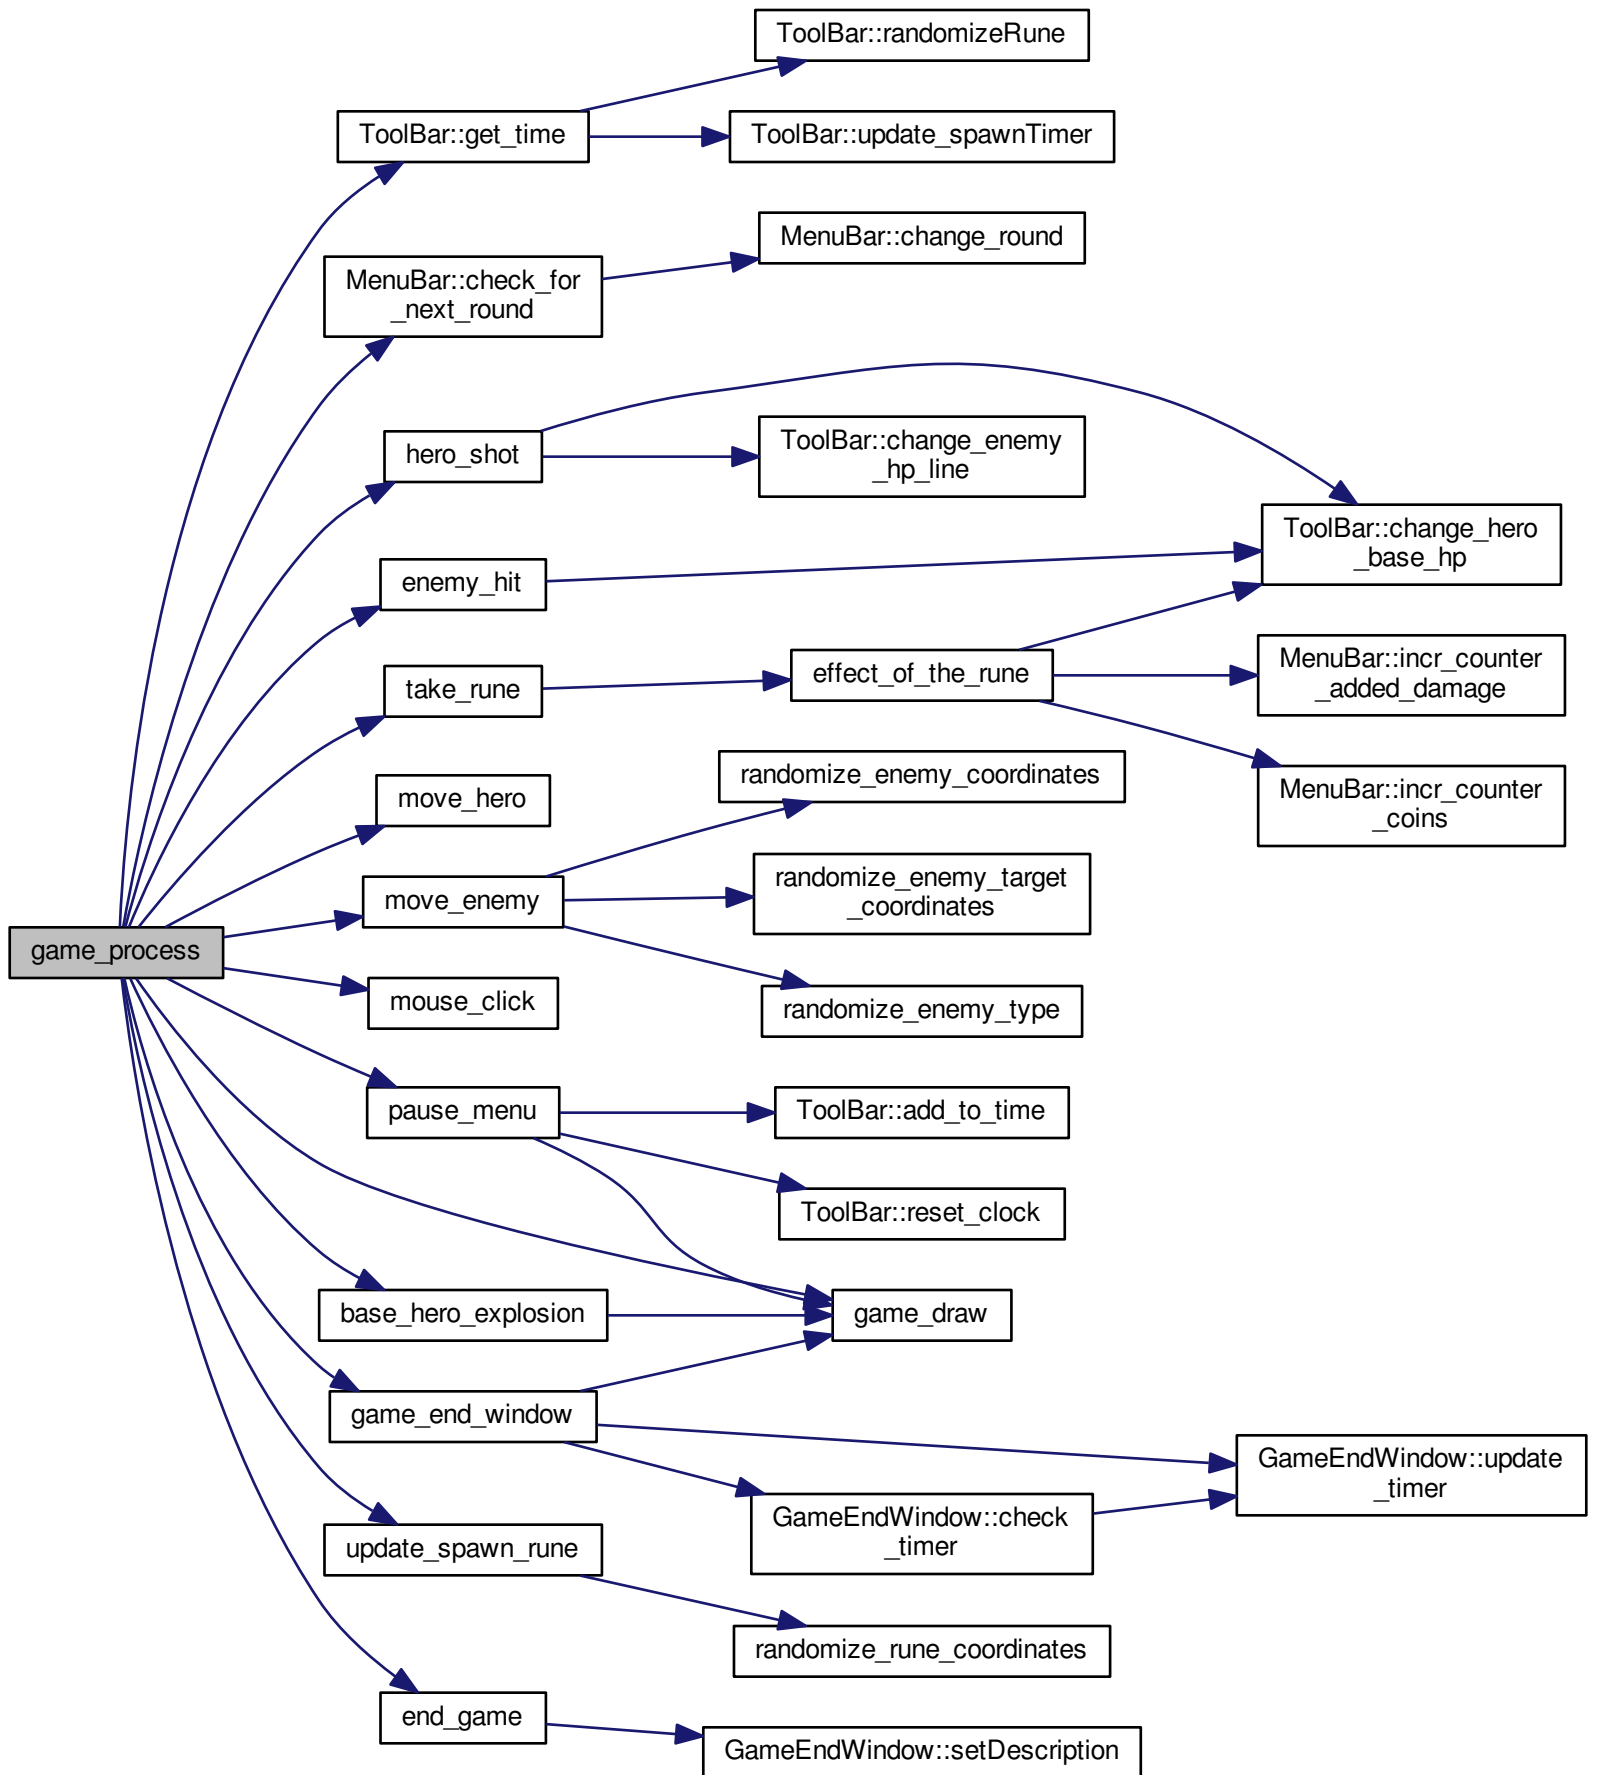 ToolBar::randomizeRune
ToolBar::get_time
ToolBar::update_spawnTimer
MenuBar::change_round
MenuBar::check_for
_next_round
hero_shot
ToolBar::change_enemy
_hp_line
ToolBar::change_hero
_base_hp
enemy_hit
take_rune
effect_of_the_rune
MenuBar::incr_counter
_added_damage
move_hero
randomize_enemy_coordinates
MenuBar::incr_counter
_coins
move_enemy
randomize_enemy_target
_coordinates
game_process
mouse_click
randomize_enemy_type
pause_menu
ToolBar::add_to_time
ToolBar::reset_clock
base_hero_explosion
game_draw
game_end_window
GameEndWindow::update
_timer
GameEndWindow::check
_timer
update_spawn_rune
randomize_rune_coordinates
end_game
GameEndWindow::setDescription